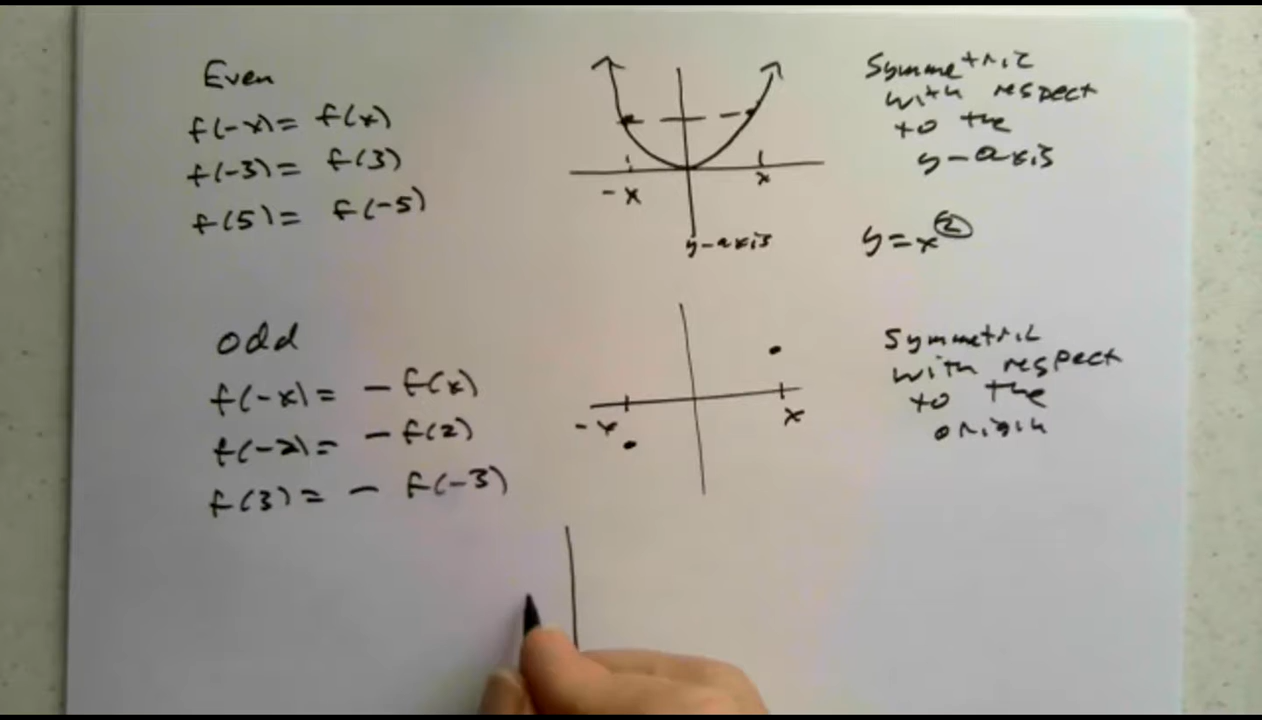 Even
f(-x) = f(x)
f(-3) = f(3)
f(5) = f(-5)
-x
x
y-axis
Symmetric
with respect
to the
y-axis
y = x²
odd
f(-x) = - f(x)
f(-2) = - f(2)
f(3) = - f(-3)
-x
x
Symmetric
with respect
to the
origin